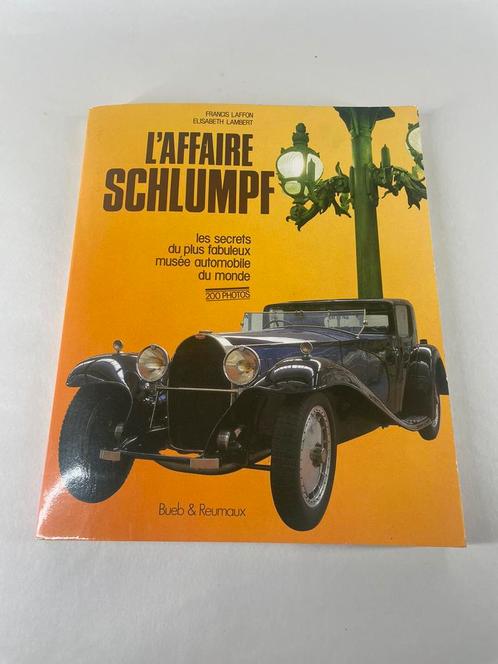 FRANCIS LAFFON
ELISABETH LAMBERT
L'AFFAIRE
SCHLUMPF
les secrets
du plus fabuleux
musée automobile
du monde
200 PHOTOS
Bueb & Reumaux